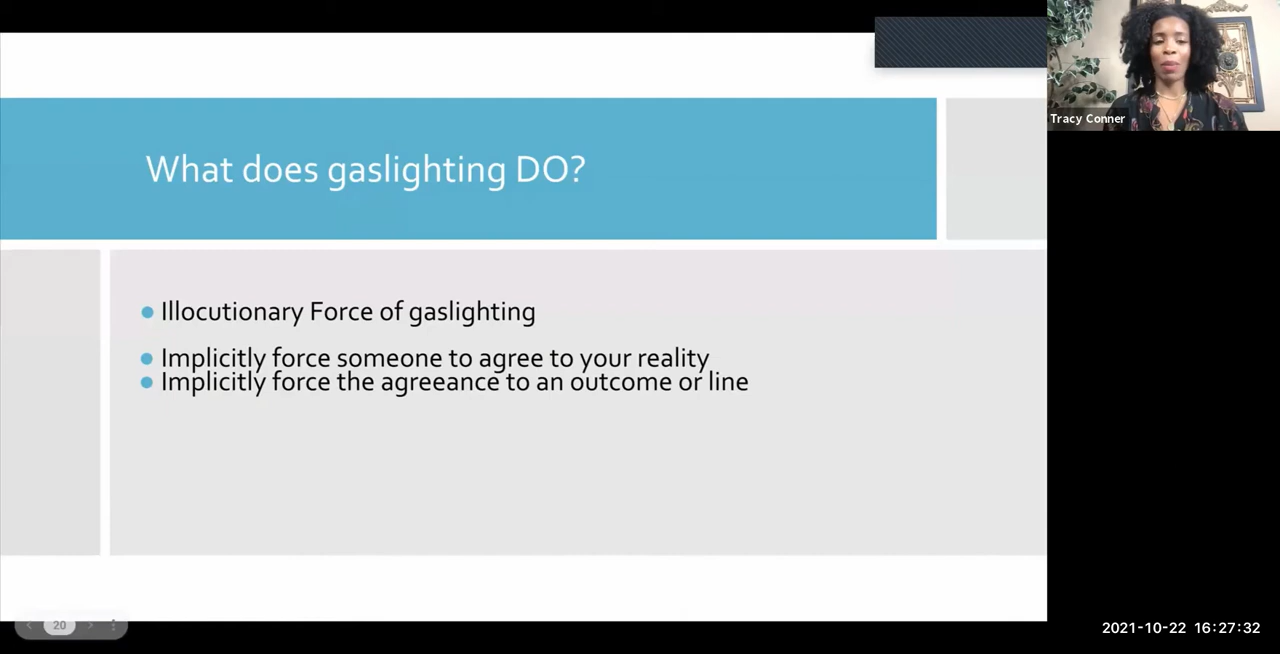 Tracy Conner
What does gaslighting DO?
Illocutionary Force of gaslighting
Implicitly force someone to agree to your reality
Implicitly force the agreeance to an outcome or line
20
2021-10-22 16:27:32